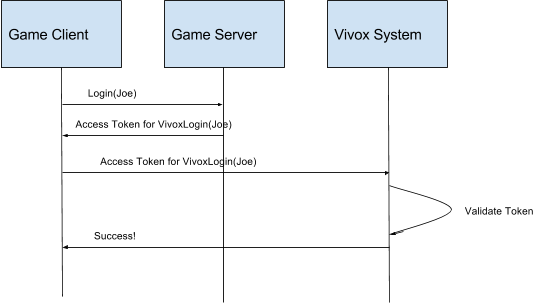 Game Client
Game Server
Vivox System
Login(Joe)
Access Token for VivoxLogin(Joe)
Access Token for VivoxLogin(Joe)
Validate Token
Success!